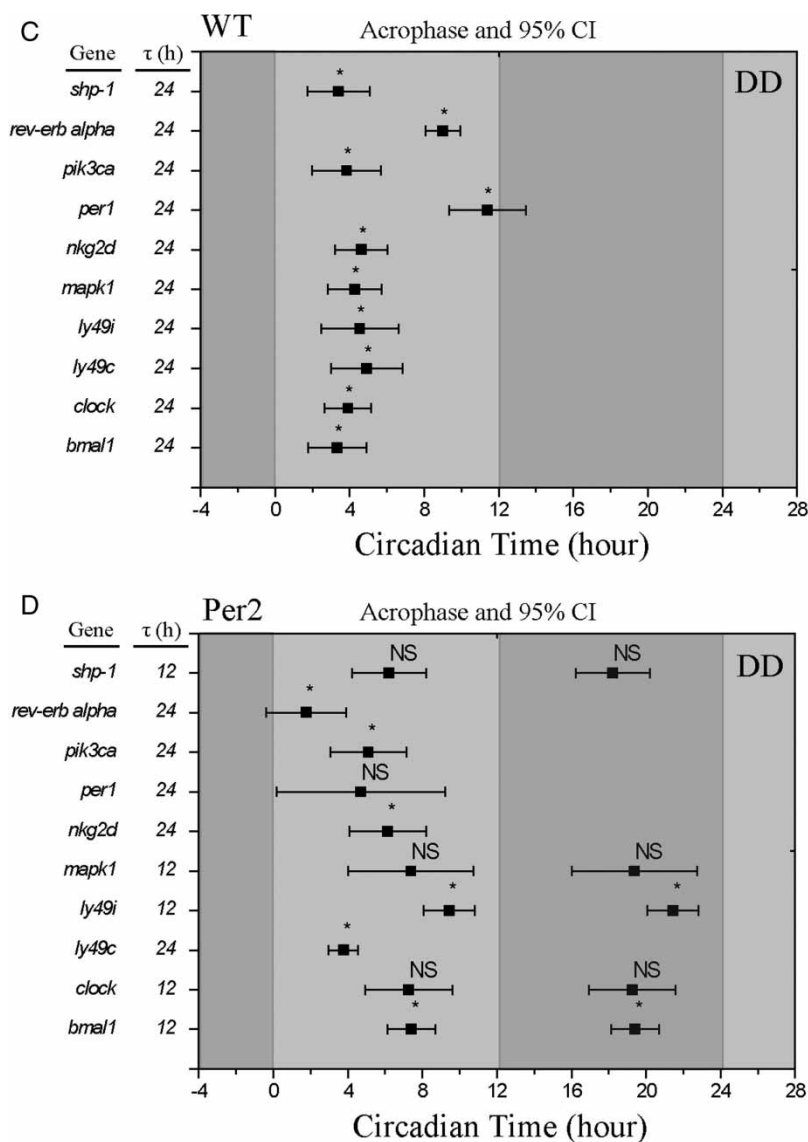 C
WT
Acrophase and 95% CI
Gene τ (h)
DD
shp-1 24 *
rev-erb alpha 24 *
pik3ca 24 *
per1 24 *
nkg2d 24 *
mapk1 24 *
ly49i 24 *
ly49c 24 *
clock 24 *
bmal1 24 *
-4 0 4 8 12 16 20 24 28
Circadian Time (hour)
D
Per2
Acrophase and 95% CI
Gene τ (h)
DD
shp-1 12 NS NS
rev-erb alpha 24 *
pik3ca 24 *
per1 24 NS
nkg2d 24 *
mapk1 12 NS NS
ly49i 12 * *
ly49c 24 *
clock 12 NS NS
bmal1 12 * *
-4 0 4 8 12 16 20 24 28
Circadian Time (hour)